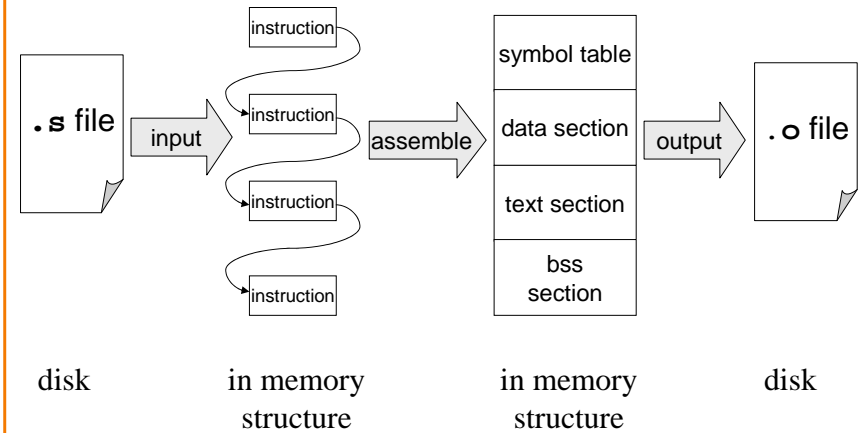 .s file
input
instruction
instruction
instruction
instruction
assemble
symbol table
data section
text section
bss
section
output
.o file
disk
in memory
structure
in memory
structure
disk